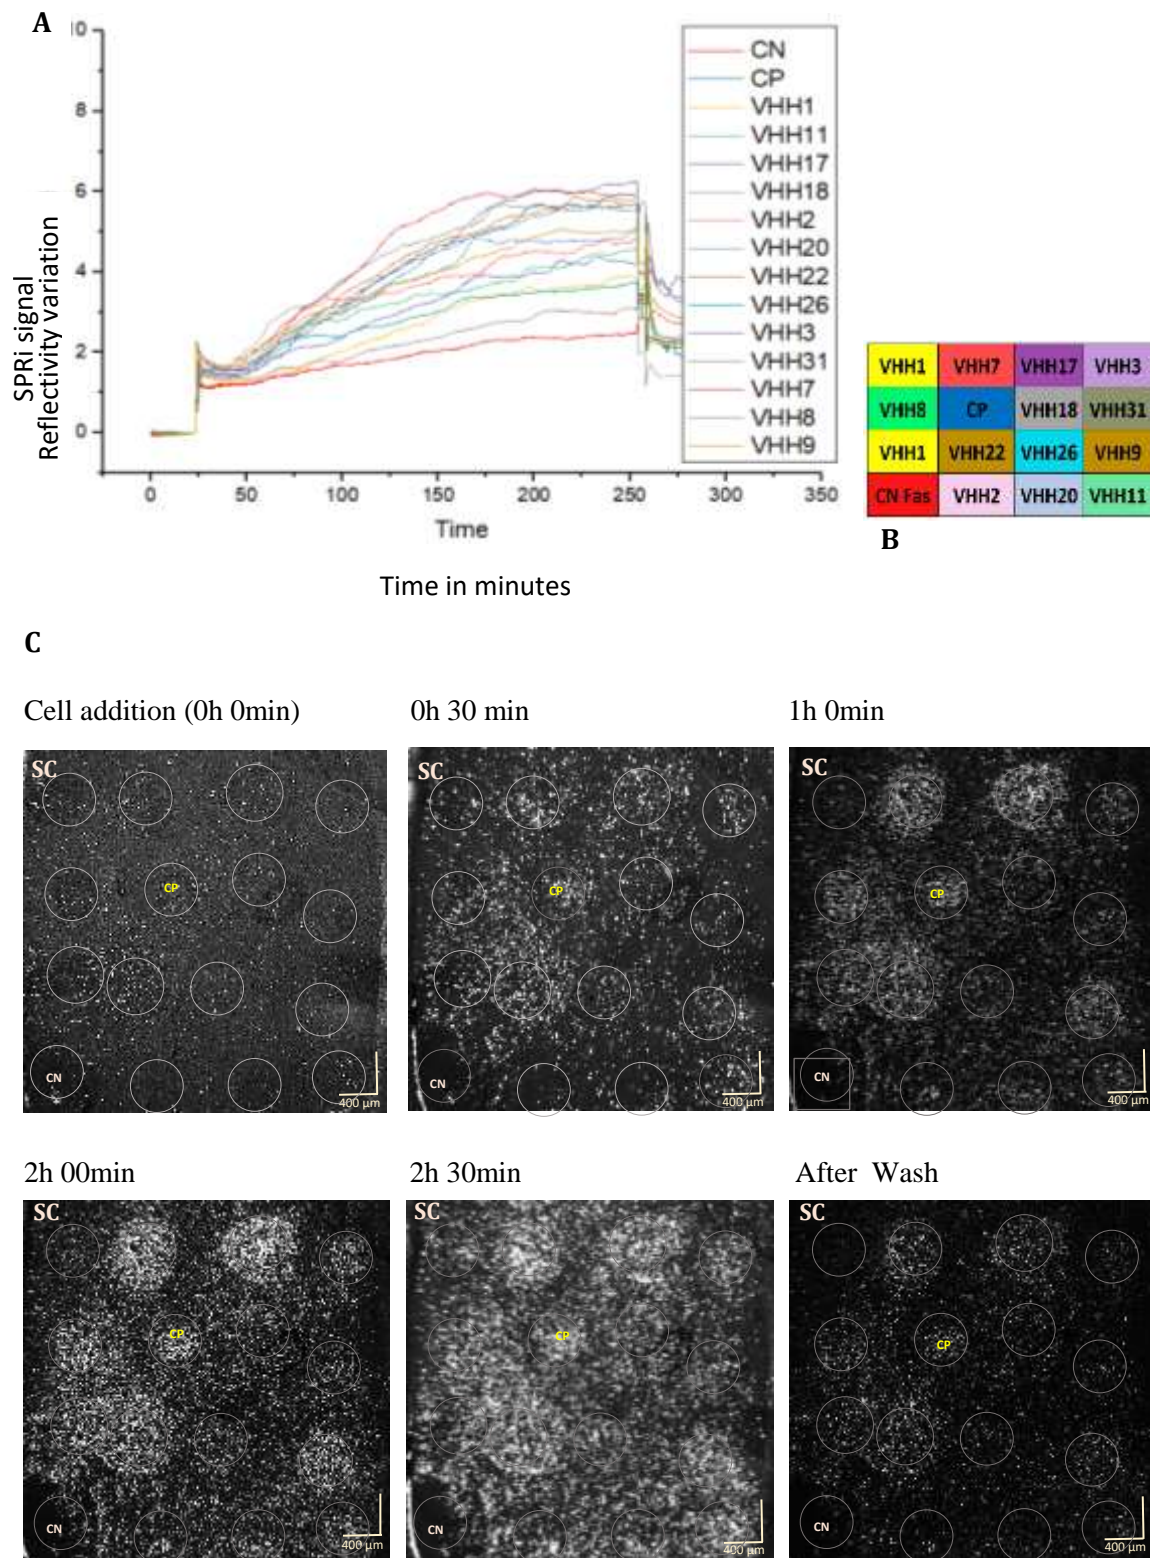 A
10
8
6
4
2
0
SPRi signal
Reflectivity variation
0 50 100 150 200 250 300 350
Time
Time in minutes
CN
CP
VHH1
VHH11
VHH17
VHH18
VHH2
VHH20
VHH22
VHH26
VHH3
VHH31
VHH7
VHH8
VHH9
VHH1 VHH7 VHH17 VHH3
VHH8 CP VHH18 VHH31
VHH1 VHH22 VHH26 VHH9
CN Fas VHH2 VHH20 VHH11
B
C
Cell addition (0h 0min)
SC
CP
CN
400 µm
0h 30 min
SC
CP
CN
400 µm
1h 0min
SC
CP
CN
400 µm
2h 00min
SC
CP
CN
400 µm
2h 30min
SC
CP
CN
400 µm
After Wash
SC
CP
CN
400 µm